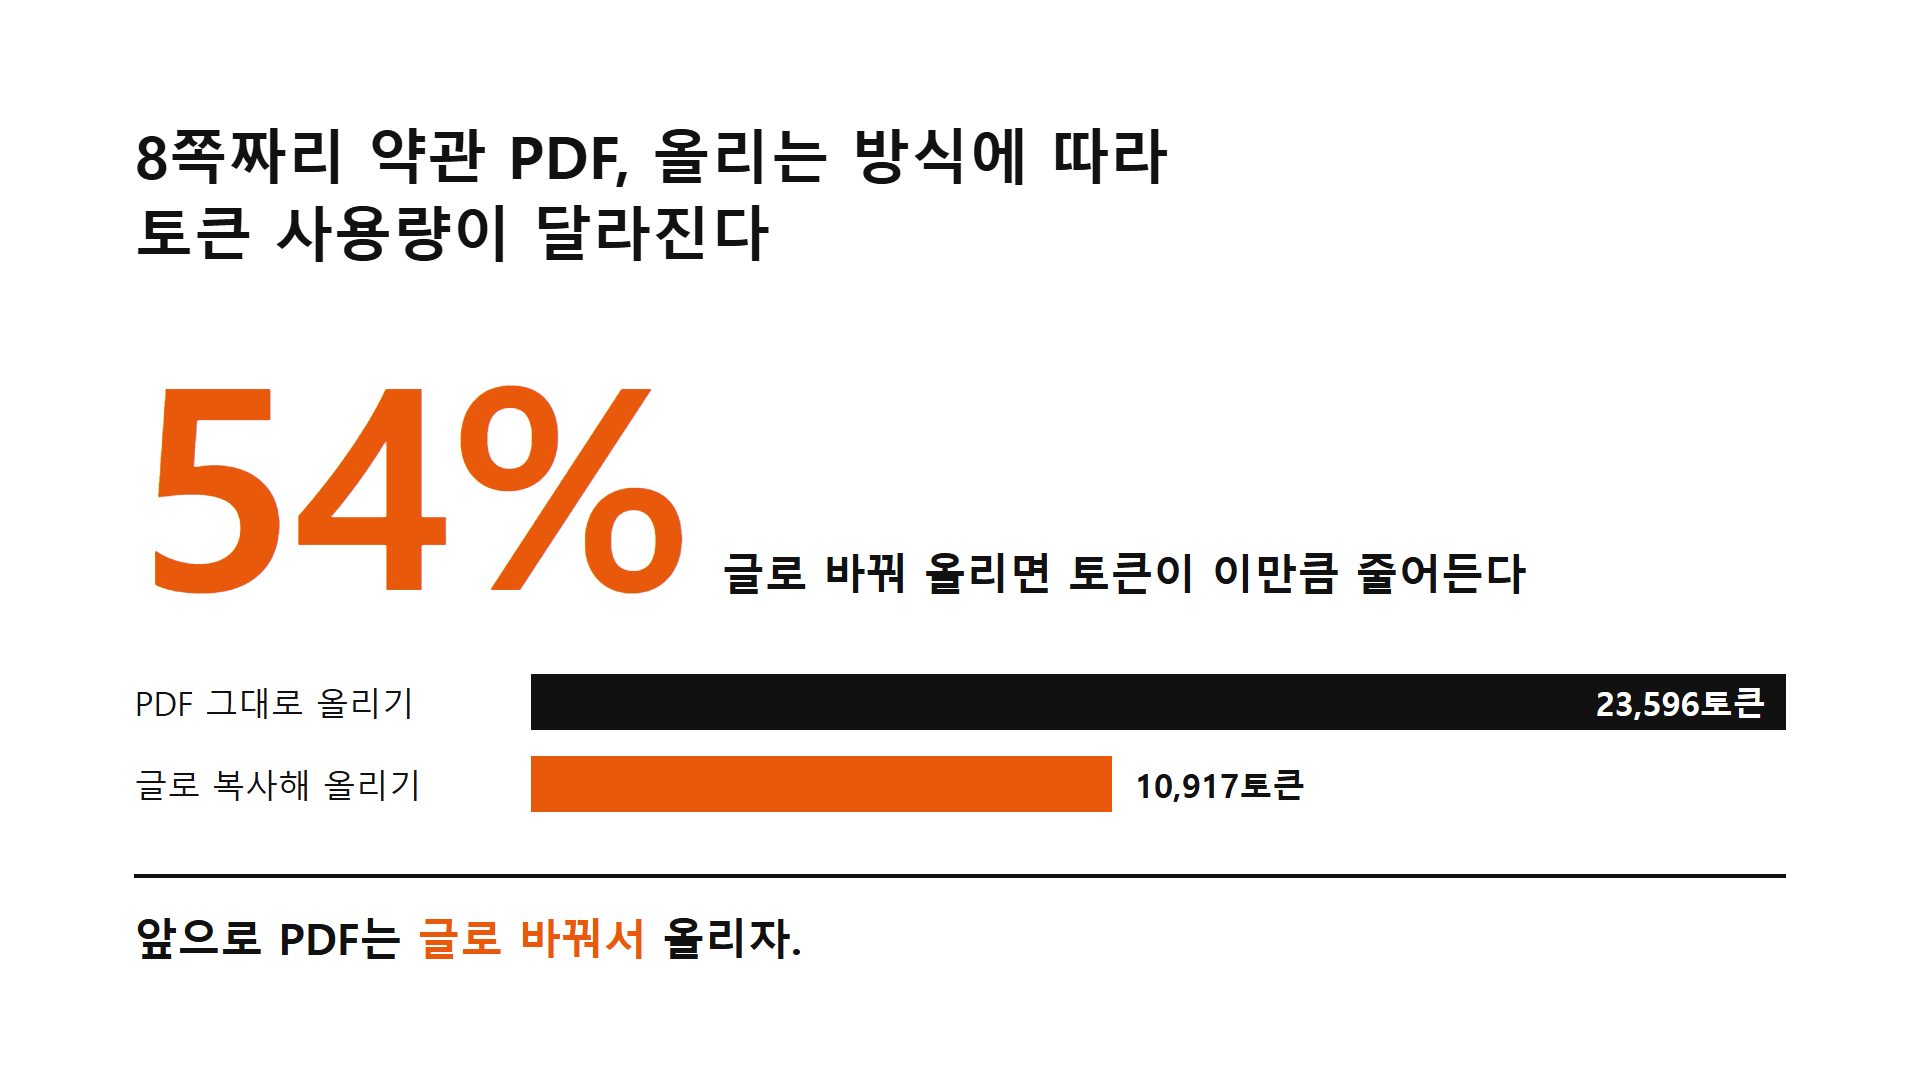 8쪽짜리 약관 PDF, 올리는 방식에 따라
토큰 사용량이 달라진다
54%
글로 바꿔 올리면 토큰이 이만큼 줄어든다
PDF 그대로 올리기
23,596토큰
글로 복사해 올리기
10,917토큰
앞으로 PDF는 글로 바꿔서 올리자.